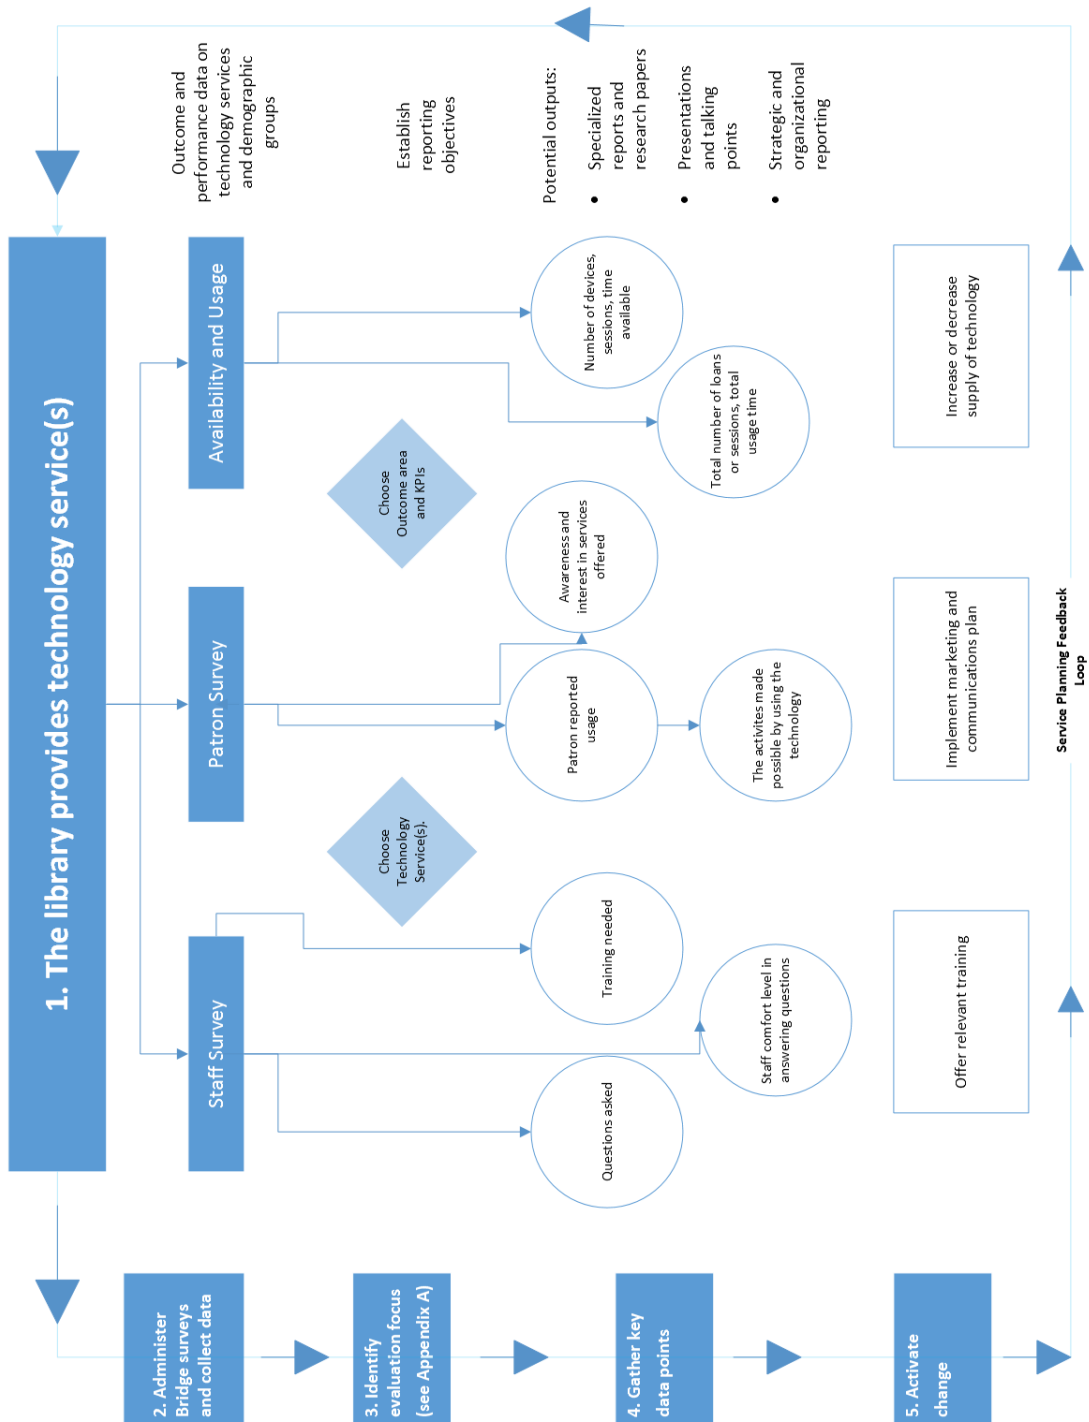 1. The library provides technology service(s)
2. Administer
Bridge surveys
and collect data
Staff Survey
Patron Survey
Availability and Usage
Outcome and
performance data on
technology services
and demographic
groups
3. Identify
evaluation focus
(see Appendix A)
Choose
Technology
Service(s).
Choose
Outcome area
and KPIs
Establish
reporting
objectives
4. Gather key
data points
Questions asked
Training needed
Staff comfort level in
answering questions
Patron reported
usage
Awareness and
interest in services
offered
The activites made
possible by using the
technology
Number of devices,
sessions, time
available
Total number of loans
or sessions, total
usage time
Potential outputs:
• Specialized
reports and
research papers
• Presentations
and talking
points
• Strategic and
organizational
reporting
5. Activate
change
Offer relevant training
Implement marketing and
communications plan
Increase or decrease
supply of technology
Service Planning Feedback
Loop